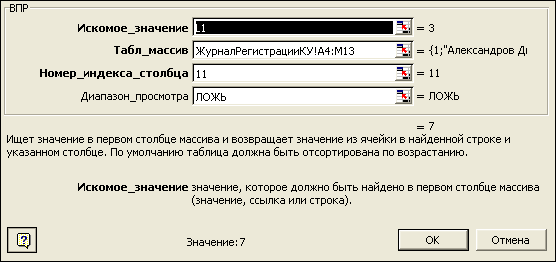 ВПР
Искомое_значение L1 = 3
Табл_массив ЖурналРегистрацииКУ!A4:M13 = {1;"Александров Ди
Номер_индекса_столбца 11 = 11
Диапазон_просмотра ЛОЖЬ = ЛОЖЬ
= 7
Ищет значение в первом столбце массива и возвращает значение из ячейки в найденной строке и
указанном столбце. По умолчанию таблица должна быть отсортирована по возрастанию.
Искомое_значение значение, которое должно быть найдено в первом столбце массива
(значение, ссылка или строка).
Значение:7 OK Отмена